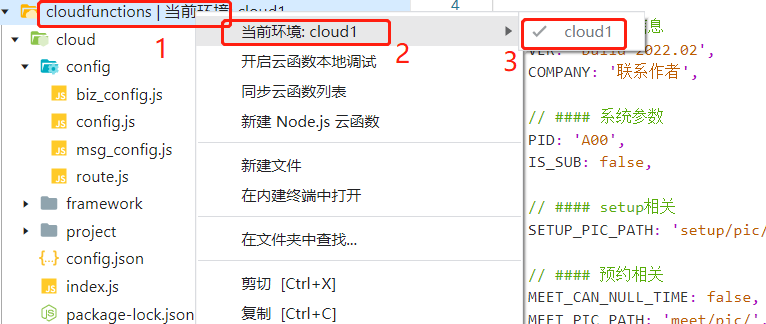 cloudfunctions | 当前环境: cloud1
4
cloud
config
JS biz_config.js
JS config.js
JS msg_config.js
JS route.js
framework
project
{..} config.json
JS index.js
JS package-lock.json
当前环境: cloud1
开启云函数本地调试
同步云函数列表
新建 Node.js 云函数
新建文件
在内建终端中打开
在文件夹中查找...
剪切 [Ctrl+X]
复制 [Ctrl+C]
cloud1
1
2
3
息
2022.02',
COMPANY: '联系作者',
// #### 系统参数
PID: 'A00',
IS_SUB: false,
// #### setup相关
SETUP_PIC_PATH: 'setup/pic/
// #### 预约相关
MEET_CAN_NULL_TIME: false,
MEET_PIC_PATH: 'meet/pic/',